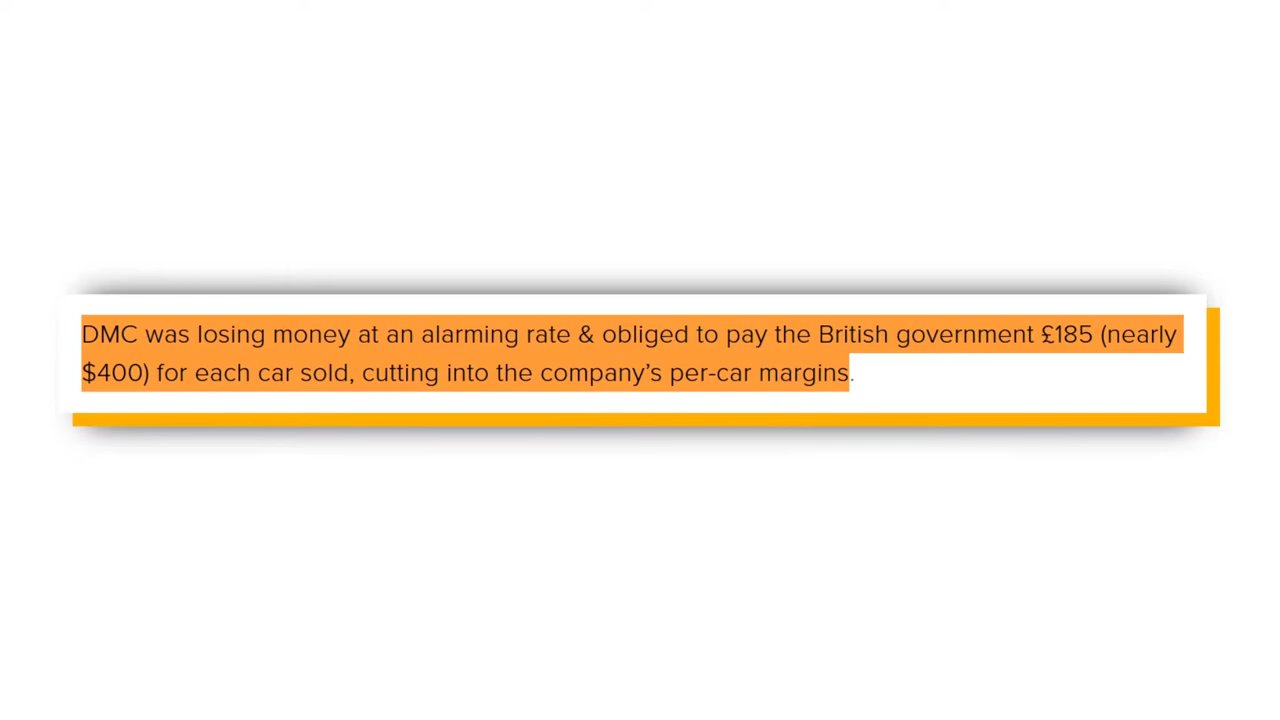 DMC was losing money at an alarming rate & obliged to pay the British government £185 (nearly
$400) for each car sold, cutting into the company’s per-car margins.